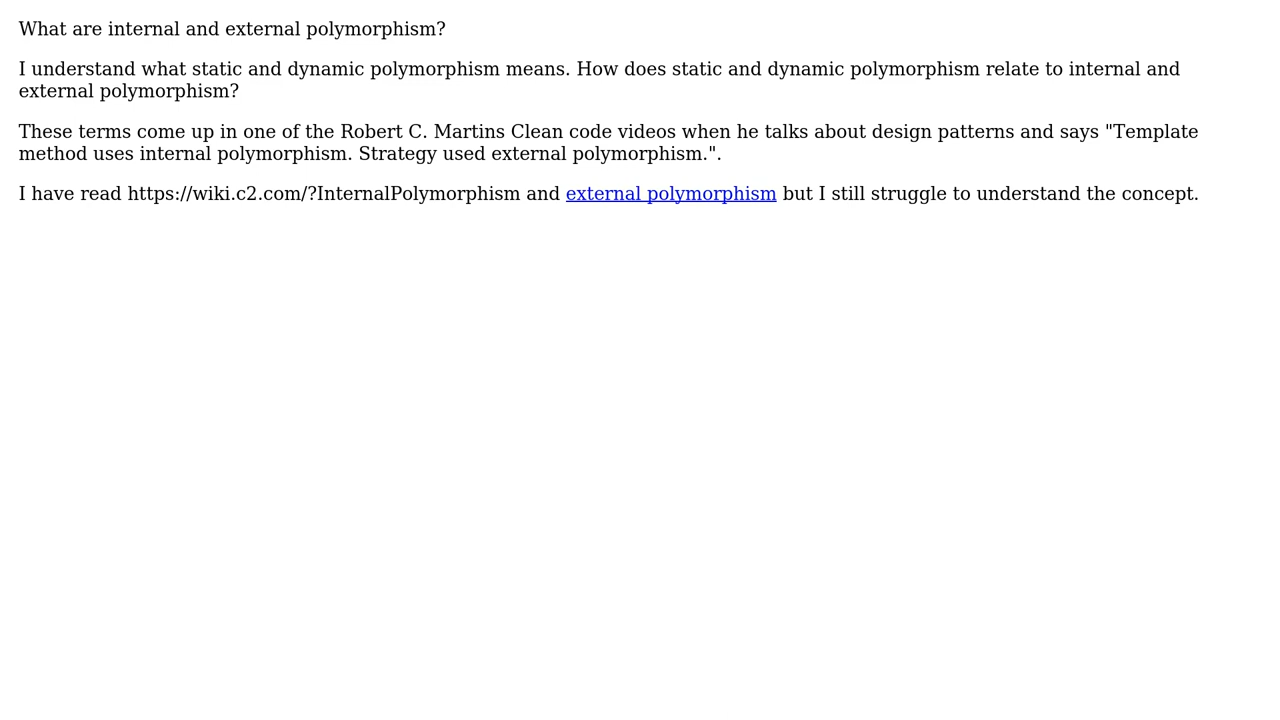 What are internal and external polymorphism?
I understand what static and dynamic polymorphism means. How does static and dynamic polymorphism relate to internal and
external polymorphism?
These terms come up in one of the Robert C. Martins Clean code videos when he talks about design patterns and says "Template
method uses internal polymorphism. Strategy used external polymorphism.".
I have read https://wiki.c2.com/?InternalPolymorphism and external polymorphism but I still struggle to understand the concept.